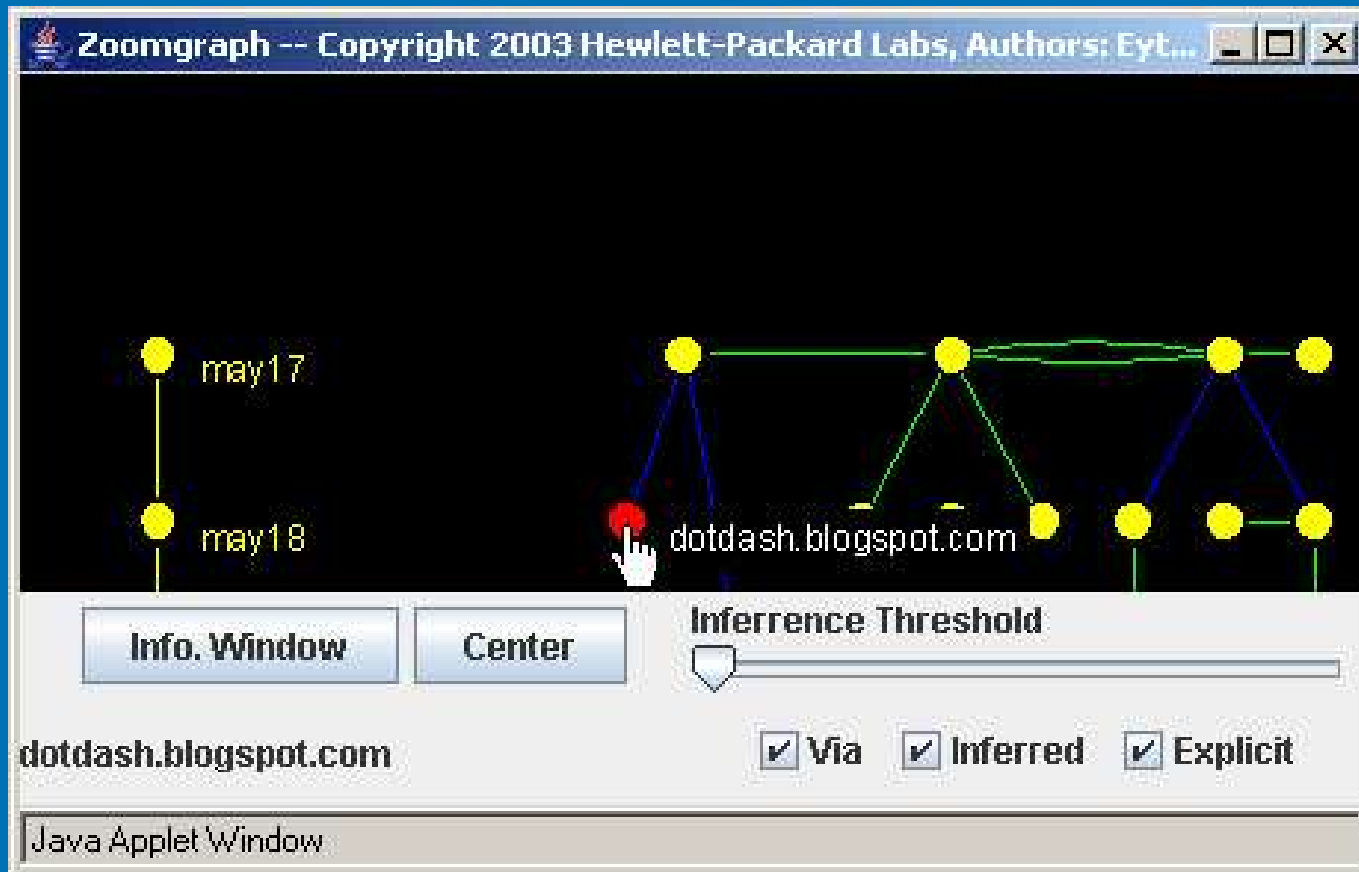 Zoomgraph -- Copyright 2003 Hewlett-Packard Labs, Authors: Eyt...
may17
may18
dotdash.blogspot.com
Info. Window
Center
Inferrence Threshold
dotdash.blogspot.com
Via
Inferred
Explicit
Java Applet Window